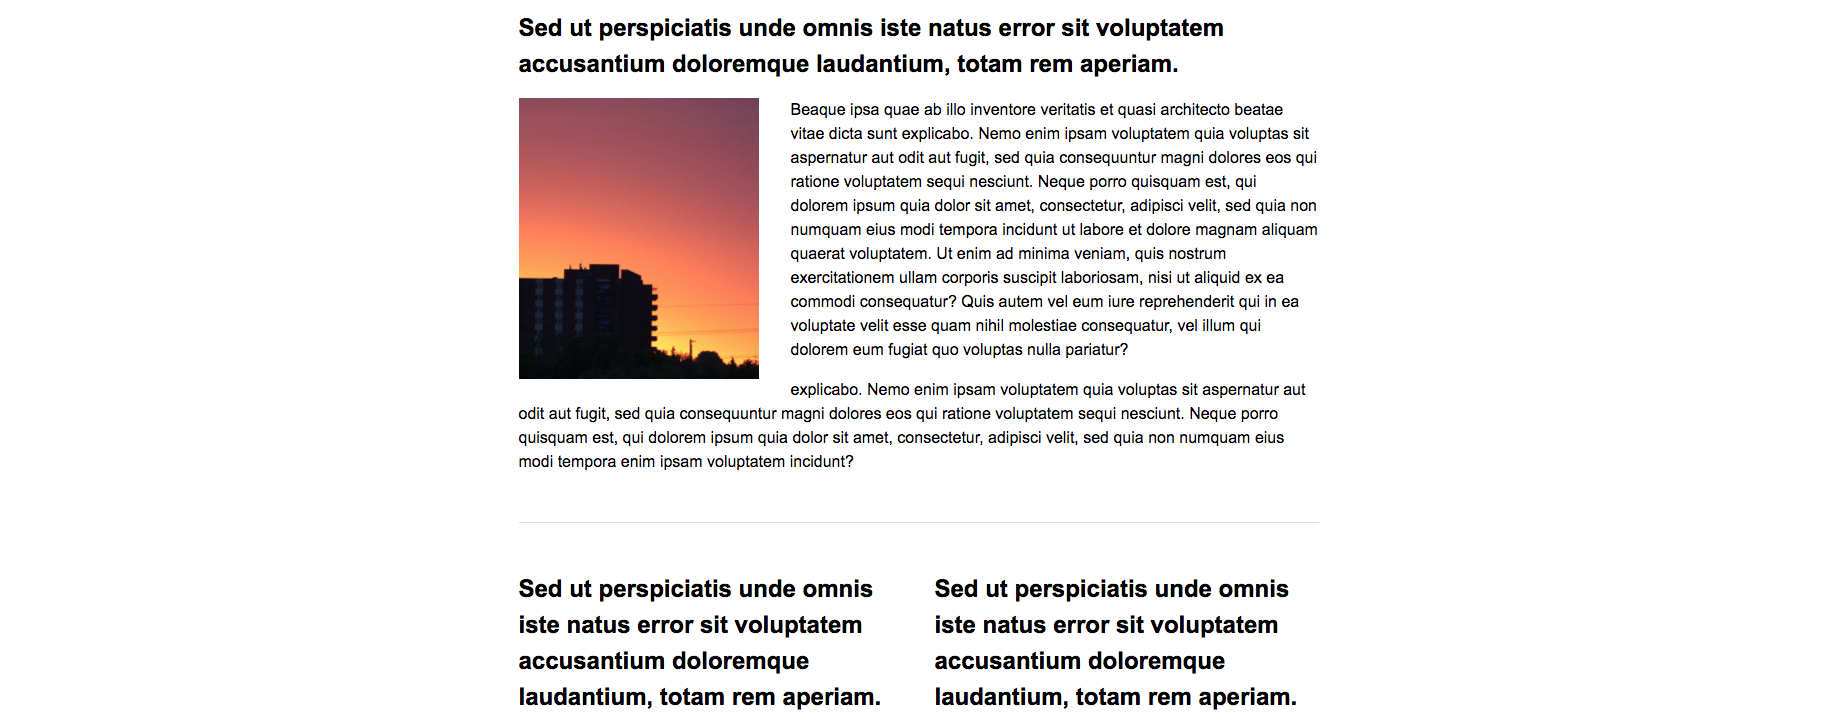 Sed ut perspiciatis unde omnis iste natus error sit voluptatem
accusantium doloremque laudantium, totam rem aperiam.
Beaque ipsa quae ab illo inventore veritatis et quasi architecto beatae
vitae dicta sunt explicabo. Nemo enim ipsam voluptatem quia voluptas sit
aspernatur aut odit aut fugit, sed quia consequuntur magni dolores eos qui
ratione voluptatem sequi nesciunt. Neque porro quisquam est, qui
dolorem ipsum quia dolor sit amet, consectetur, adipisci velit, sed quia non
numquam eius modi tempora incidunt ut labore et dolore magnam aliquam
quaerat voluptatem. Ut enim ad minima veniam, quis nostrum
exercitationem ullam corporis suscipit laboriosam, nisi ut aliquid ex ea
commodi consequatur? Quis autem vel eum iure reprehenderit qui in ea
voluptate velit esse quam nihil molestiae consequatur, vel illum qui
dolorem eum fugiat quo voluptas nulla pariatur?
explicabo. Nemo enim ipsam voluptatem quia voluptas sit aspernatur aut
odit aut fugit, sed quia consequuntur magni dolores eos qui ratione voluptatem sequi nesciunt. Neque porro
quisquam est, qui dolorem ipsum quia dolor sit amet, consectetur, adipisci velit, sed quia non numquam eius
modi tempora enim ipsam voluptatem incidunt?
Sed ut perspiciatis unde omnis
iste natus error sit voluptatem
accusantium doloremque
laudantium, totam rem aperiam.
Sed ut perspiciatis unde omnis
iste natus error sit voluptatem
accusantium doloremque
laudantium, totam rem aperiam.